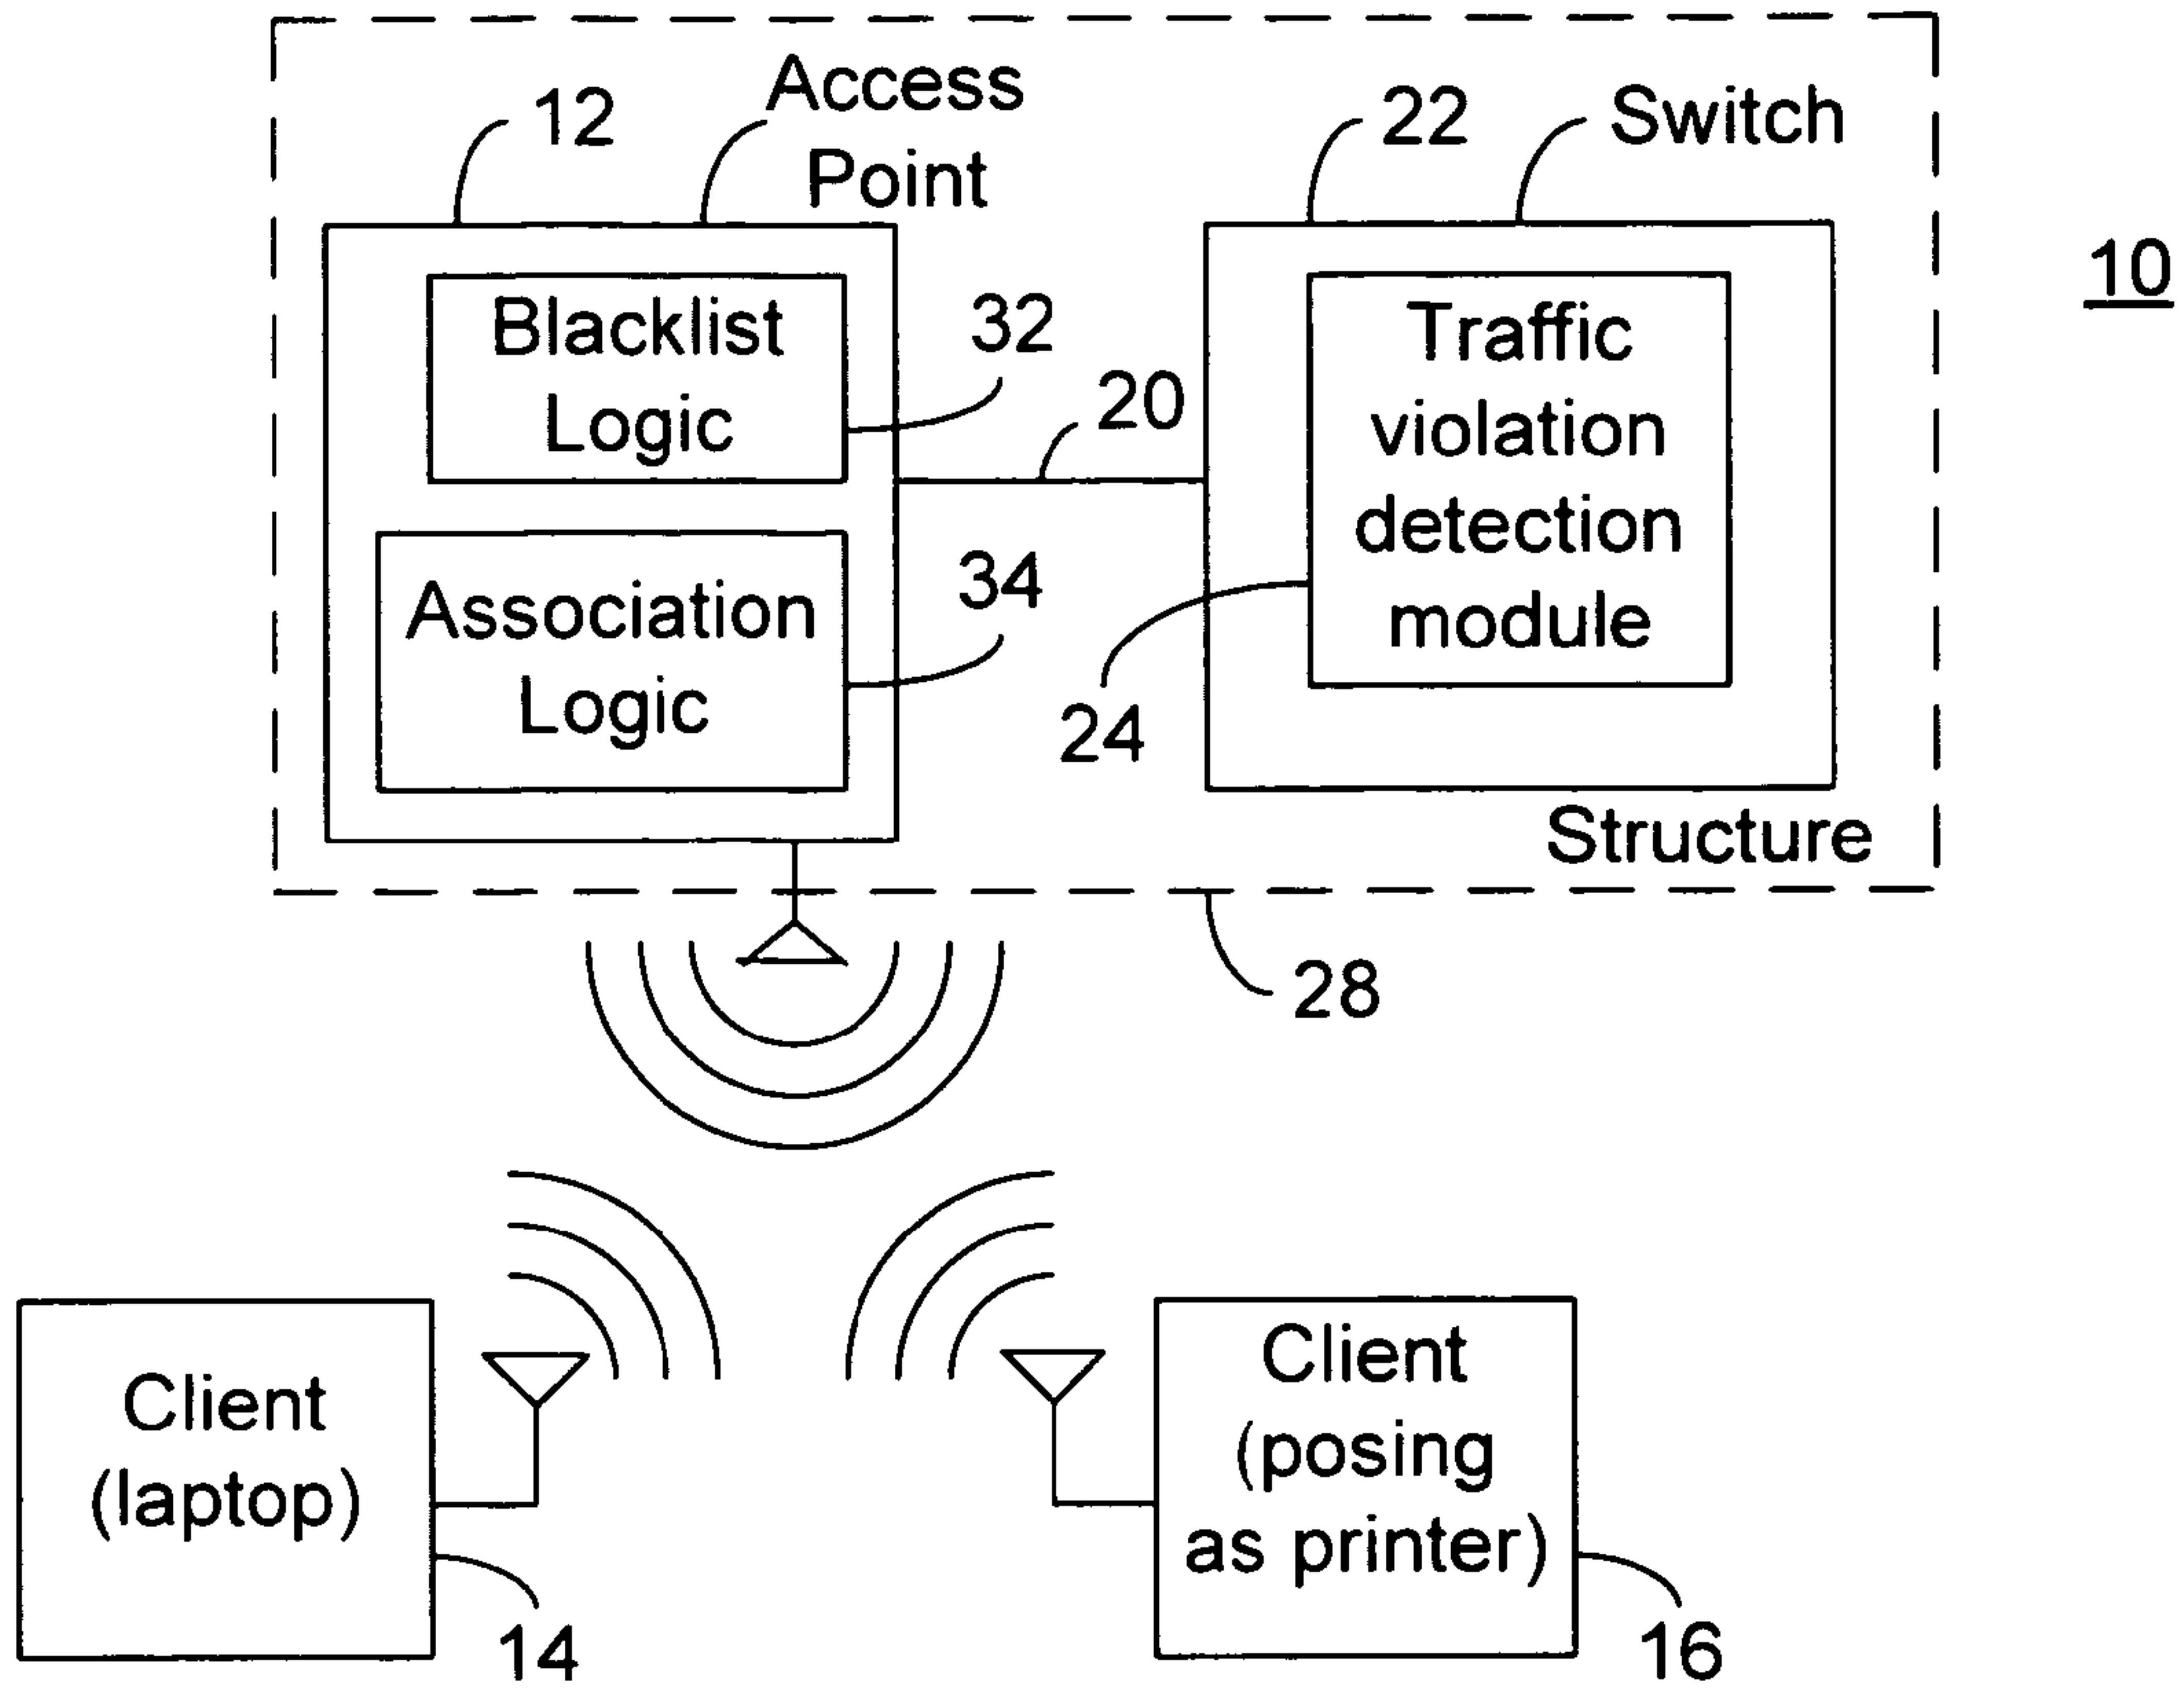 Access
Point
12
22
Switch
10
Blacklist
Logic
32
20
Traffic
violation
detection
module
Association
Logic
34
24
Structure
28
Client
(laptop)
14
Client
(posing
as printer)
16